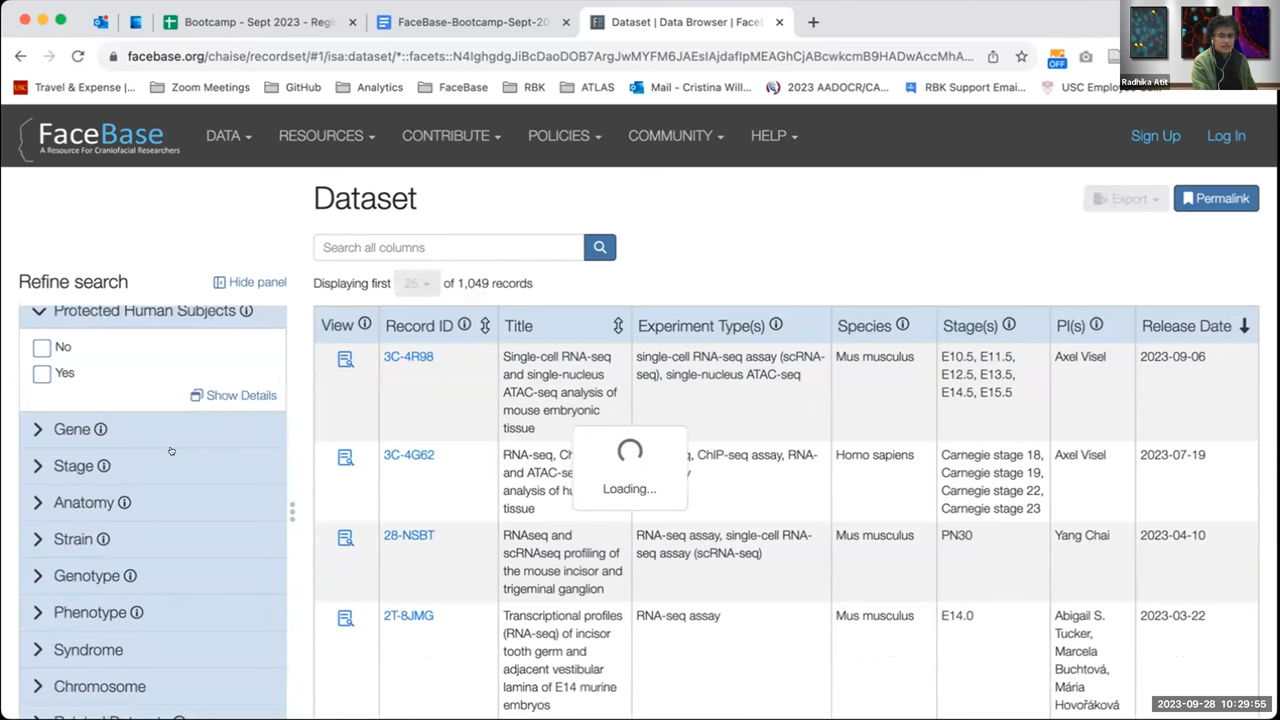 Bootcamp - Sept 2023 - Regi
FaceBase-Bootcamp-Sept-20
Dataset | Data Browser | Face
facebase.org/chaise/recordset/#1/isa:dataset/*::facets::N4IghgdgJiBcDaoDOB7ArgJwMYFM6JAEsIAjdafIpMEAGhCjABcwkcmB9HADwAccMhA...
OFF
Travel & Expense |...
Zoom Meetings
GitHub
Analytics
FaceBase
RBK
ATLAS
Mail - Cristina Will...
2023 AADOCR/CA...
RBK Support Emai...
USC Employee
Radhika Atit
FaceBase
A Resource For Craniofacial Researchers
DATA
RESOURCES
CONTRIBUTE
POLICIES
COMMUNITY
HELP
Sign Up
Log In
Dataset
Export
Permalink
Search all columns
Refine search
Hide panel
Displaying first 25 of 1,049 records
Protected Human Subjects
No
Yes
Show Details
Gene
Stage
Anatomy
Strain
Genotype
Phenotype
Syndrome
Chromosome
View
Record ID
Title
Experiment Type(s)
Species
Stage(s)
PI(s)
Release Date
3C-4R98
Single-cell RNA-seq
and single-nucleus
ATAC-seq analysis of
mouse embryonic
tissue
single-cell RNA-seq assay (scRNA-
seq), single-nucleus ATAC-seq
Mus musculus
E10.5, E11.5,
E12.5, E13.5,
E14.5, E15.5
Axel Visel
2023-09-06
3C-4G62
RNA-seq, Ch
and ATAC-se
analysis of hu
tissue
q, ChIP-seq assay, RNA-
Homo sapiens
Carnegie stage 18,
Carnegie stage 19,
Carnegie stage 22,
Carnegie stage 23
Axel Visel
2023-07-19
Loading...
28-NSBT
RNAseq and
scRNAseq profiling of
the mouse incisor and
trigeminal ganglion
RNA-seq assay, single-cell RNA-
seq assay (scRNA-seq)
Mus musculus
PN30
Yang Chai
2023-04-10
2T-8JMG
Transcriptional profiles
(RNA-seq) of incisor
tooth germ and
adjacent vestibular
lamina of E14 murine
embryos
RNA-seq assay
Mus musculus
E14.0
Abigail S.
Tucker,
Marcela
Buchtová,
Mária
Hovořáková
2023-03-22
2023-09-28 10:29:55